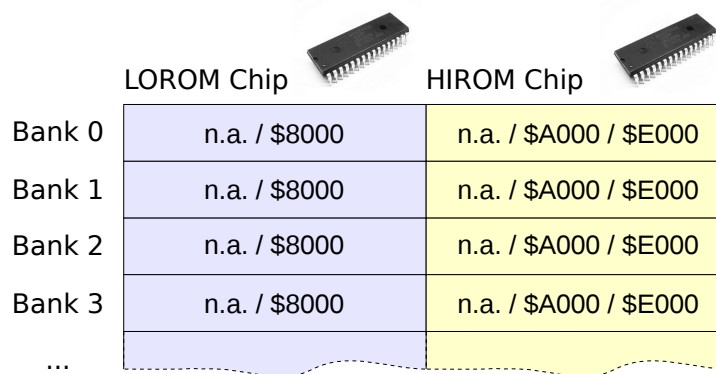 LOROM Chip HIROM Chip
Bank 0 n.a. / $8000 n.a. / $A000 / $E000
Bank 1 n.a. / $8000 n.a. / $A000 / $E000
Bank 2 n.a. / $8000 n.a. / $A000 / $E000
Bank 3 n.a. / $8000 n.a. / $A000 / $E000
...